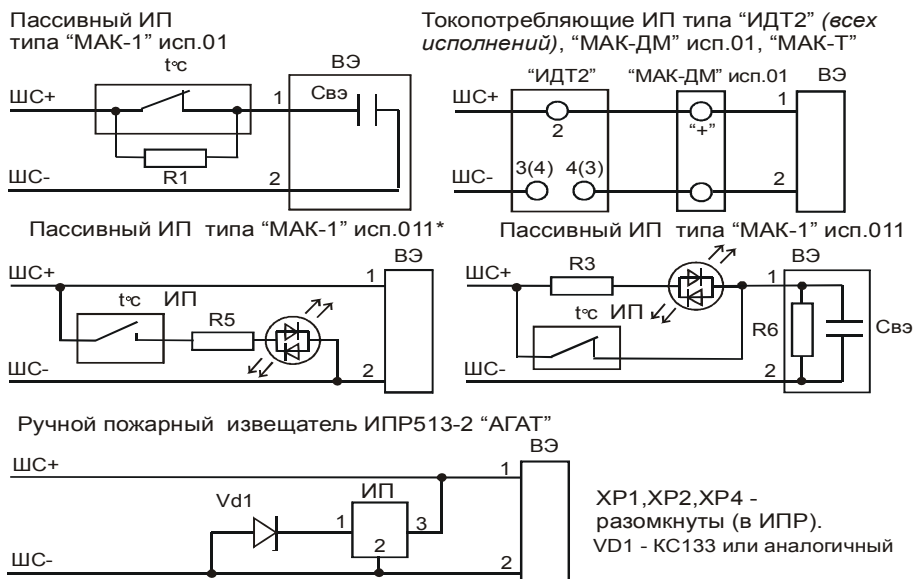 Пассивный ИП
типа “МАК-1” исп.01
Токопотребляющие ИП типа “ИДТ2” (всех
исполнений), “МАК-ДМ” исп.01, “МАК-Т”
t°c
ВЭ
ШС+
1
Свэ
R1
ШС-
2
“ИДТ2”
“МАК-ДМ” исп.01
ВЭ
ШС+
1
2
“+”
3(4)
4(3)
ШС-
2
Пассивный ИП типа “МАК-1” исп.011*
ВЭ
ШС+
1
t°c
ИП
R5
ШС-
2
Пассивный ИП типа “МАК-1” исп.011
ВЭ
ШС+
R3
1
t°c
ИП
R6
Свэ
ШС-
2
Ручной пожарный извещатель ИПР513-2 “АГАТ”
ВЭ
ШС+
1
Vd1
ИП
1
3
2
ШС-
2
ХР1,ХР2,ХР4 -
разомкнуты (в ИПР).
VD1 - КС133 или аналогичный